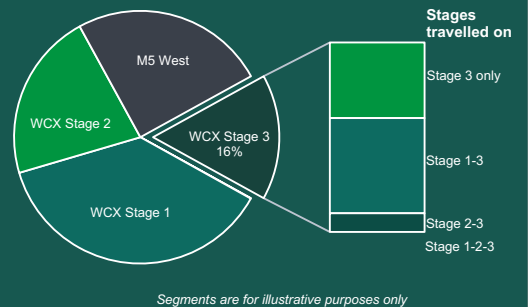 Stages
travelled on
M5 West
Stage 3 only
WCX Stage 2
WCX Stage 3
16%
Stage 1-3
WCX Stage 1
Stage 2-3
Stage 1-2-3
Segments are for illustrative purposes only